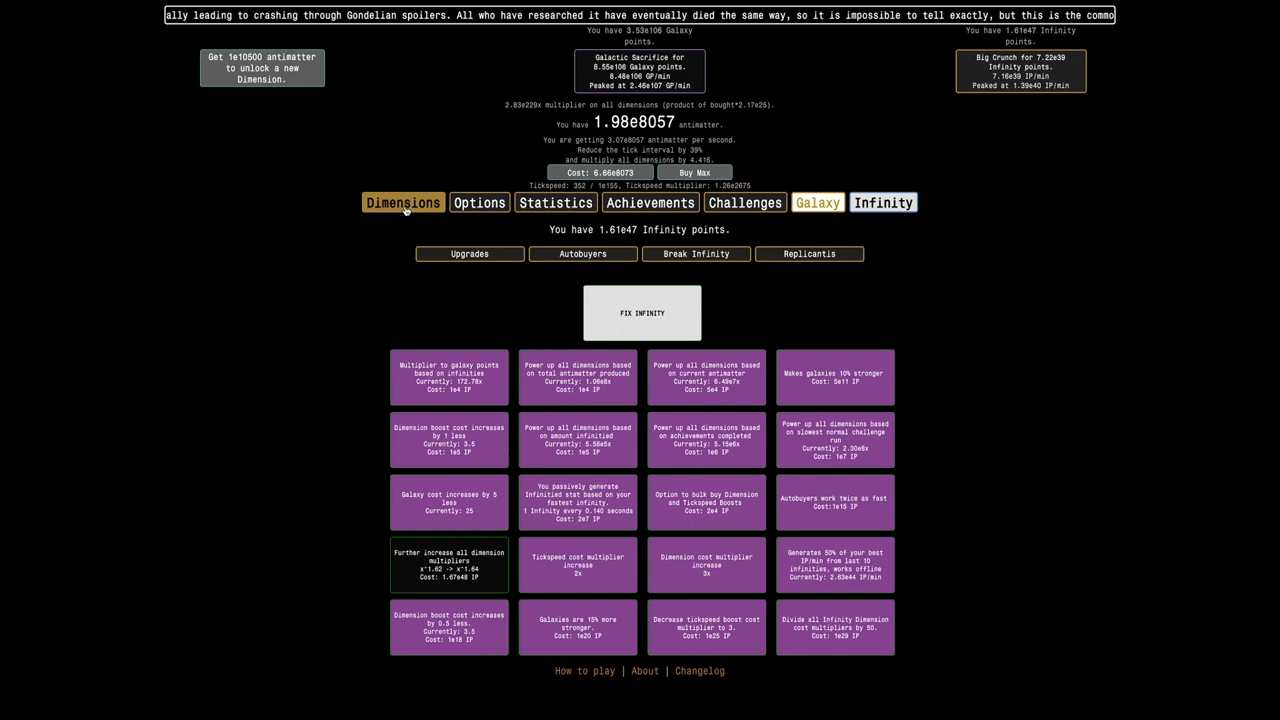 ally leading to crashing through Gondelian spoilers. All who have researched it have eventually died the same way, so it is impossible to tell exactly, but this is the commo
You have 3.53e106 Galaxy
points.
You have 1.61e47 Infinity
points.
Get 1e10500 antimatter
to unlock a new
Dimension.
Galactic Sacrifice for
8.55e106 Galaxy points.
8.48e106 GP/min
Peaked at 2.46e107 GP/min
Big Crunch for 7.22e39
Infinity points.
7.16e39 IP/min
Peaked at 1.39e40 IP/min
2.83e229x multiplier on all dimensions (product of bought*2.17e25).
You have 1.98e8057 antimatter.
You are getting 3.07e8057 antimatter per second.
Reduce the tick interval by 39%
and multiply all dimensions by 4.416.
Cost: 6.66e8073
Buy Max
Tickspeed: 352 / 1e155, Tickspeed multiplier: 1.26e2675
Dimensions
Options
Statistics
Achievements
Challenges
Galaxy
Infinity
You have 1.61e47 Infinity points.
Upgrades
Autobuyers
Break Infinity
Replicantis
FIX INFINITY
Multiplier to galaxy points
based on infinities
Currently: 172.78x
Cost: 1e4 IP
Power up all dimensions based
on total antimatter produced
Currently: 1.06e8x
Cost: 1e4 IP
Power up all dimensions based
on current antimatter
Currently: 6.49e7x
Cost: 5e4 IP
Makes galaxies 10% stronger
Cost: 5e11 IP
Dimension boost cost increases
by 1 less
Currently: 3.5
Cost: 1e5 IP
Power up all dimensions based
on amount infinitied
Currently: 5.58e5x
Cost: 1e5 IP
Power up all dimensions based
on achievements completed
Currently: 5.15e6x
Cost: 1e6 IP
Power up all dimensions based
on slowest normal challenge
run
Currently: 2.30e8x
Cost: 1e7 IP
Galaxy cost increases by 5
less
Currently: 25
You passively generate
Infinitied stat based on your
fastest infinity.
1 Infinity every 0.140 seconds
Cost: 2e7 IP
Option to bulk buy Dimension
and Tickspeed Boosts
Cost: 2e4 IP
Autobuyers work twice as fast
Cost:1e15 IP
Further increase all dimension
multipliers
x^1.62 -> x^1.64
Cost: 1.67e48 IP
Tickspeed cost multiplier
increase
2x
Dimension cost multiplier
increase
3x
Generates 50% of your best
IP/min from last 10
infinities, works offline
Currently: 2.63e44 IP/min
Dimension boost cost increases
by 0.5 less.
Currently: 3.5
Cost: 1e18 IP
Galaxies are 15% more
stronger.
Cost: 1e20 IP
Decrease tickspeed boost cost
multiplier to 3.
Cost: 1e25 IP
Divide all Infinity Dimension
cost multipliers by 50.
Cost: 1e29 IP
How to play | About | Changelog